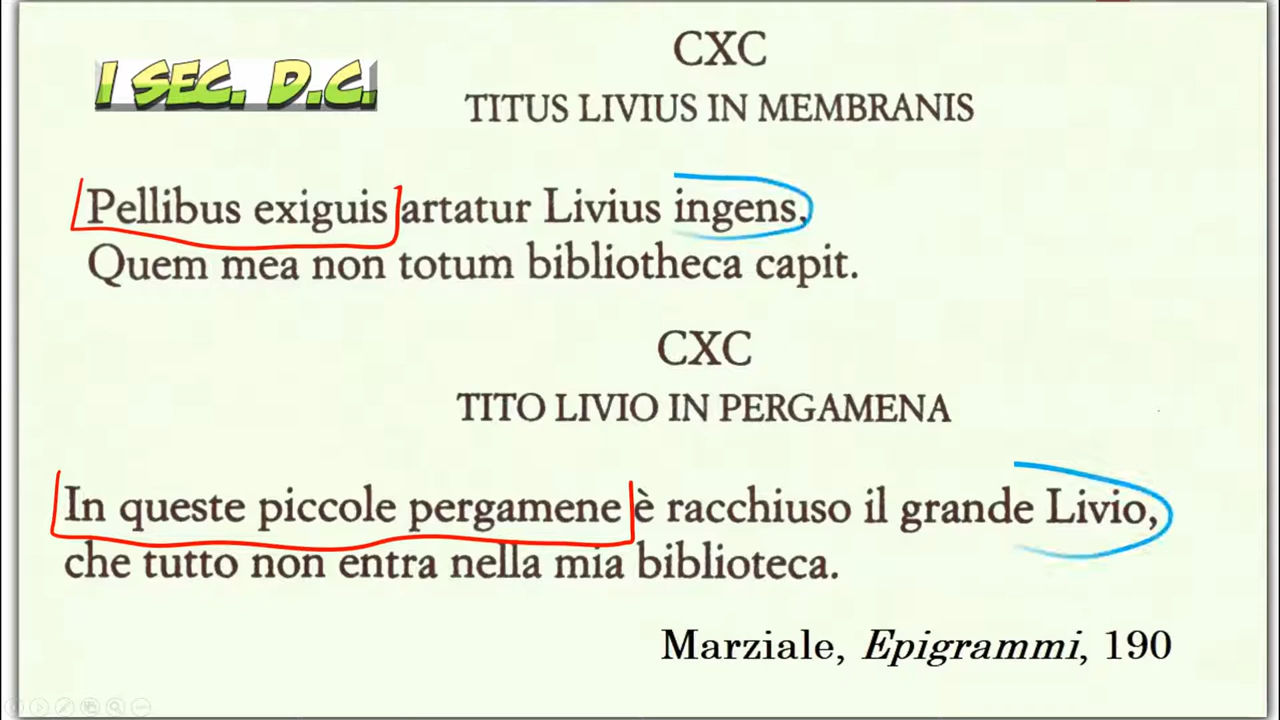 I SEC. D.C.
CXC
TITUS LIVIUS IN MEMBRANIS
Pellibus exiguis artatur Livius ingens,
Quem mea non totum bibliotheca capit.
CXC
TITO LIVIO IN PERGAMENA
In queste piccole pergamene è racchiuso il grande Livio,
che tutto non entra nella mia biblioteca.
Marziale, Epigrammi, 190